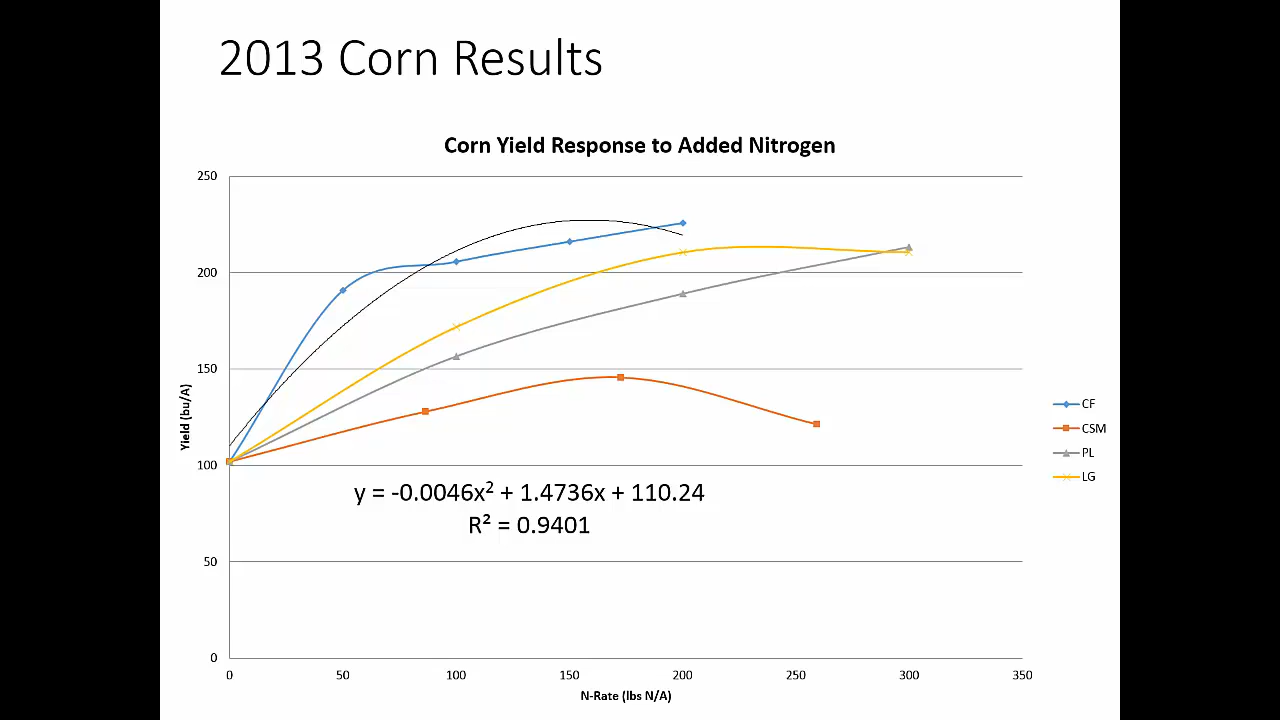 2013 Corn Results
Corn Yield Response to Added Nitrogen
250
200
150
100
50
0
Yield (bu/A)
y = -0.0046x² + 1.4736x + 110.24
R² = 0.9401
0 50 100 150 200 250 300 350
N-Rate (lbs N/A)
CF
CSM
PL
LG